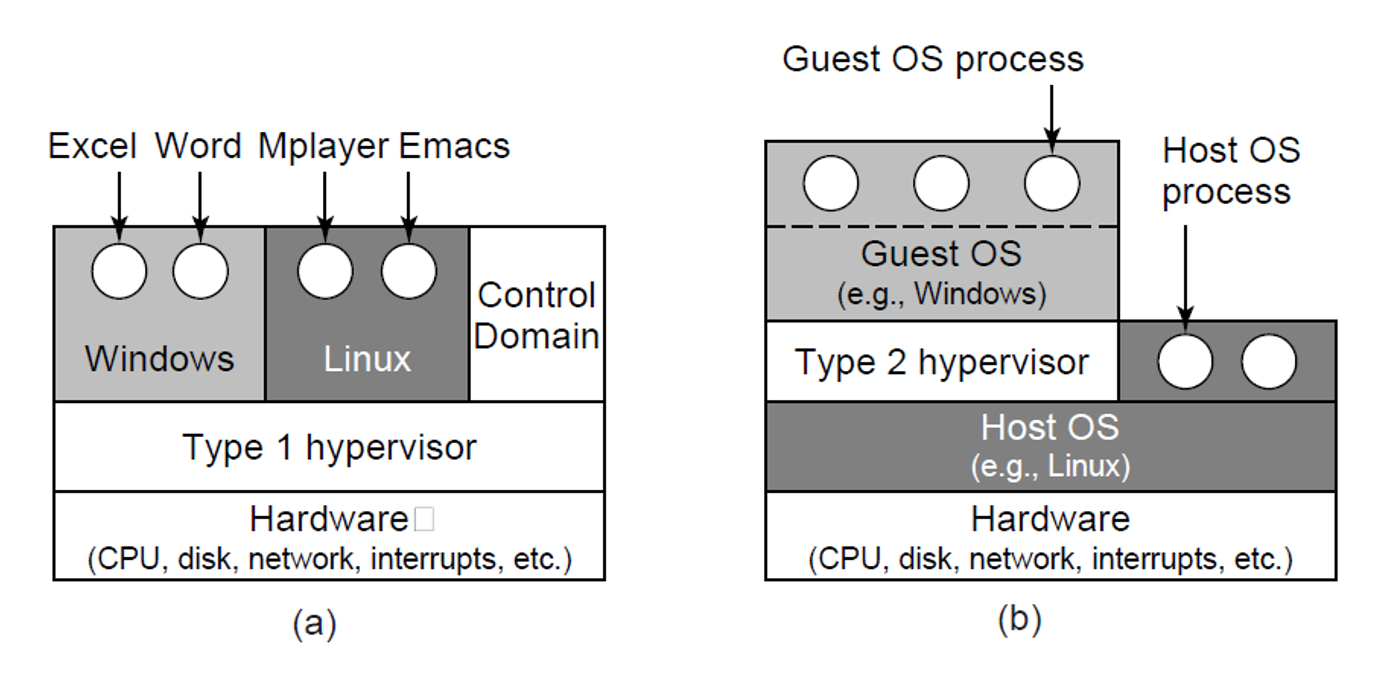 Excel Word Mplayer Emacs
Windows
Linux
Control
Domain
Type 1 hypervisor
Hardware
(CPU, disk, network, interrupts, etc.)
(a)
Guest OS process
Host OS
process
Guest OS
(e.g., Windows)
Type 2 hypervisor
Host OS
(e.g., Linux)
Hardware
(CPU, disk, network, interrupts, etc.)
(b)